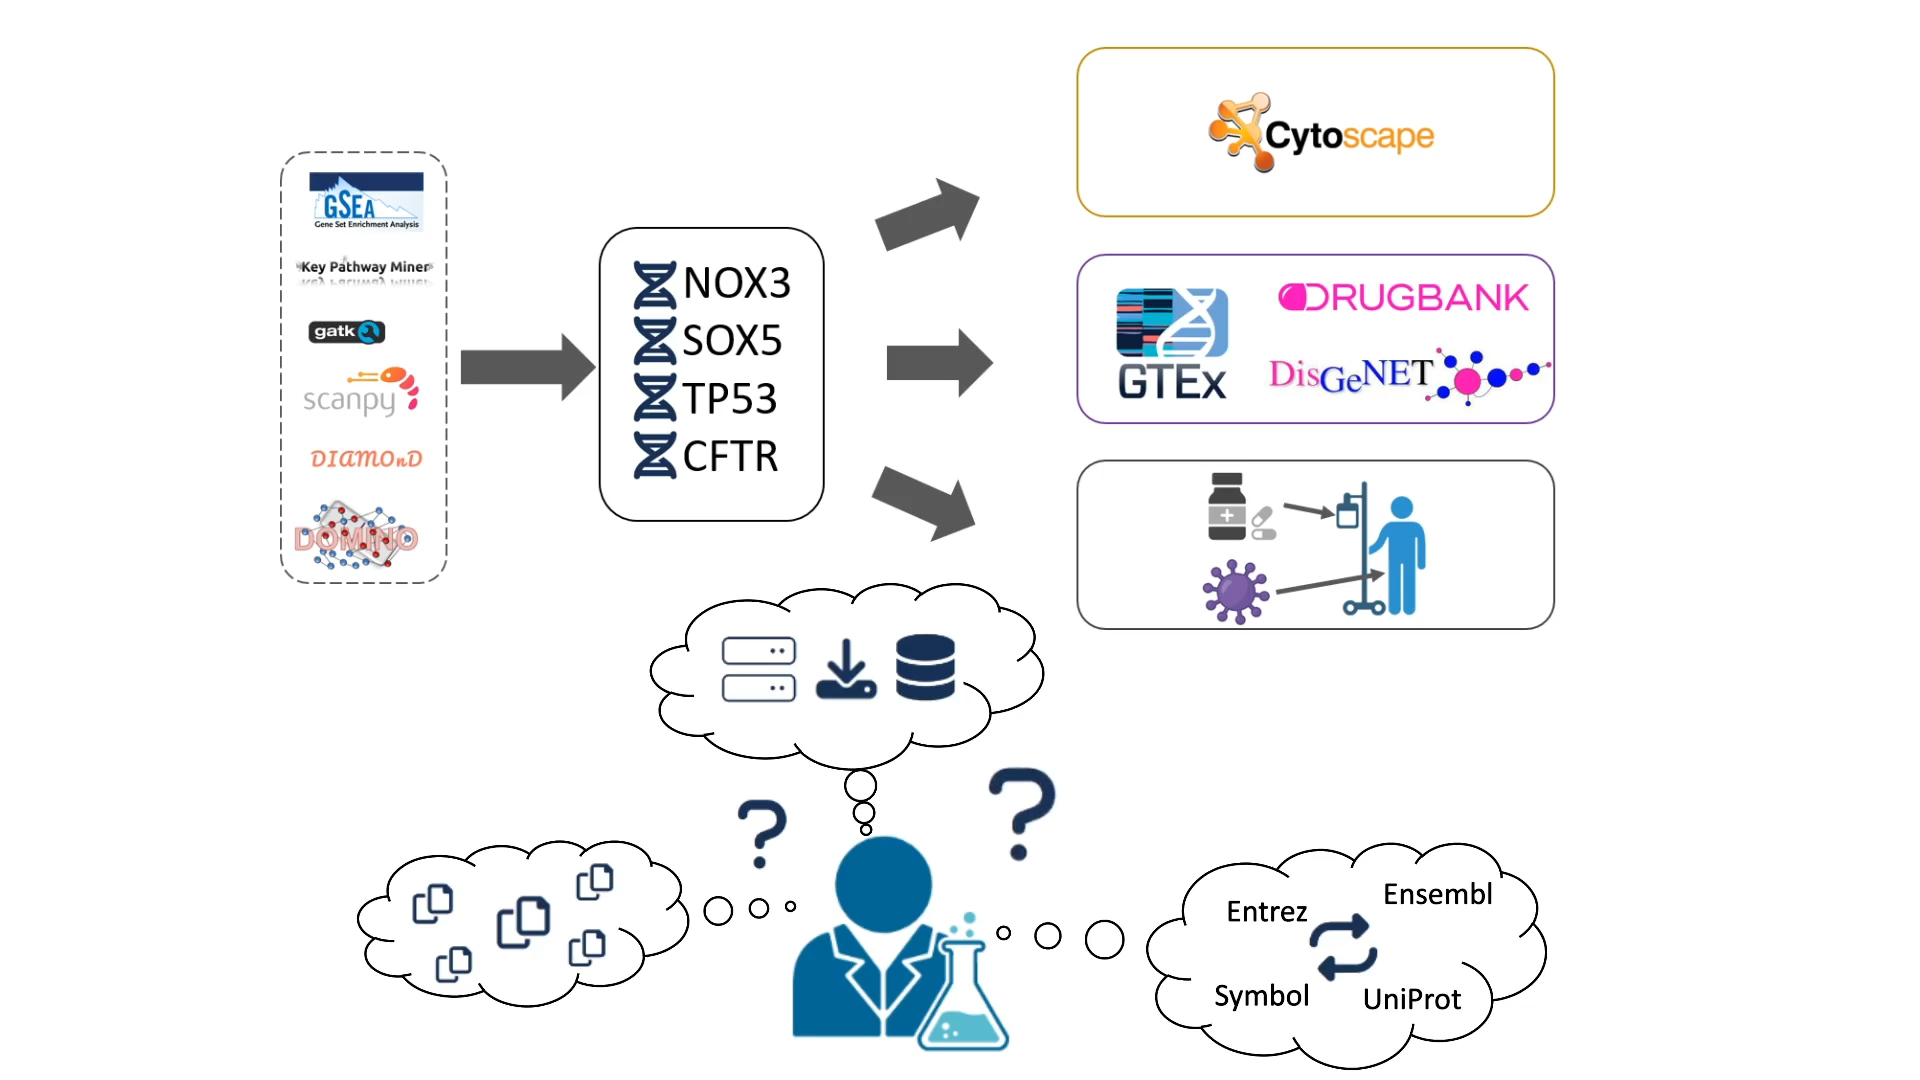 GSEA
Gene Set Enrichment Analysis
Key Pathway Miner
gatk
scanpy
DIAMOnD
DOMINO
NOX3
SOX5
TP53
CFTR
Cytoscape
GTEx
DRUGBANK
DisGeNET
Entrez
Ensembl
Symbol
UniProt